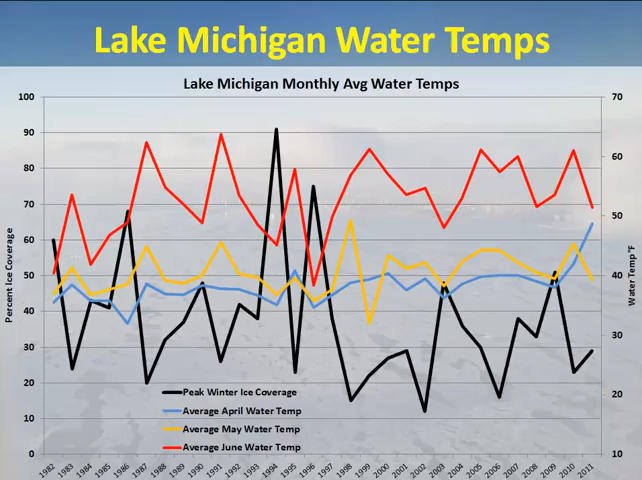 Lake Michigan Water Temps
Lake Michigan Monthly Avg Water Temps
100
90
80
70
60
50
40
30
20
10
0
Percent Ice Coverage
70
60
50
40
30
20
10
Water Temp °F
Peak Winter Ice Coverage
Average April Water Temp
Average May Water Temp
Average June Water Temp
1982 1983 1984 1985 1986 1987 1988 1989 1990 1991 1992 1993 1994 1995 1996 1997 1998 1999 2000 2001 2002 2003 2004 2005 2006 2007 2008 2009 2010 2011